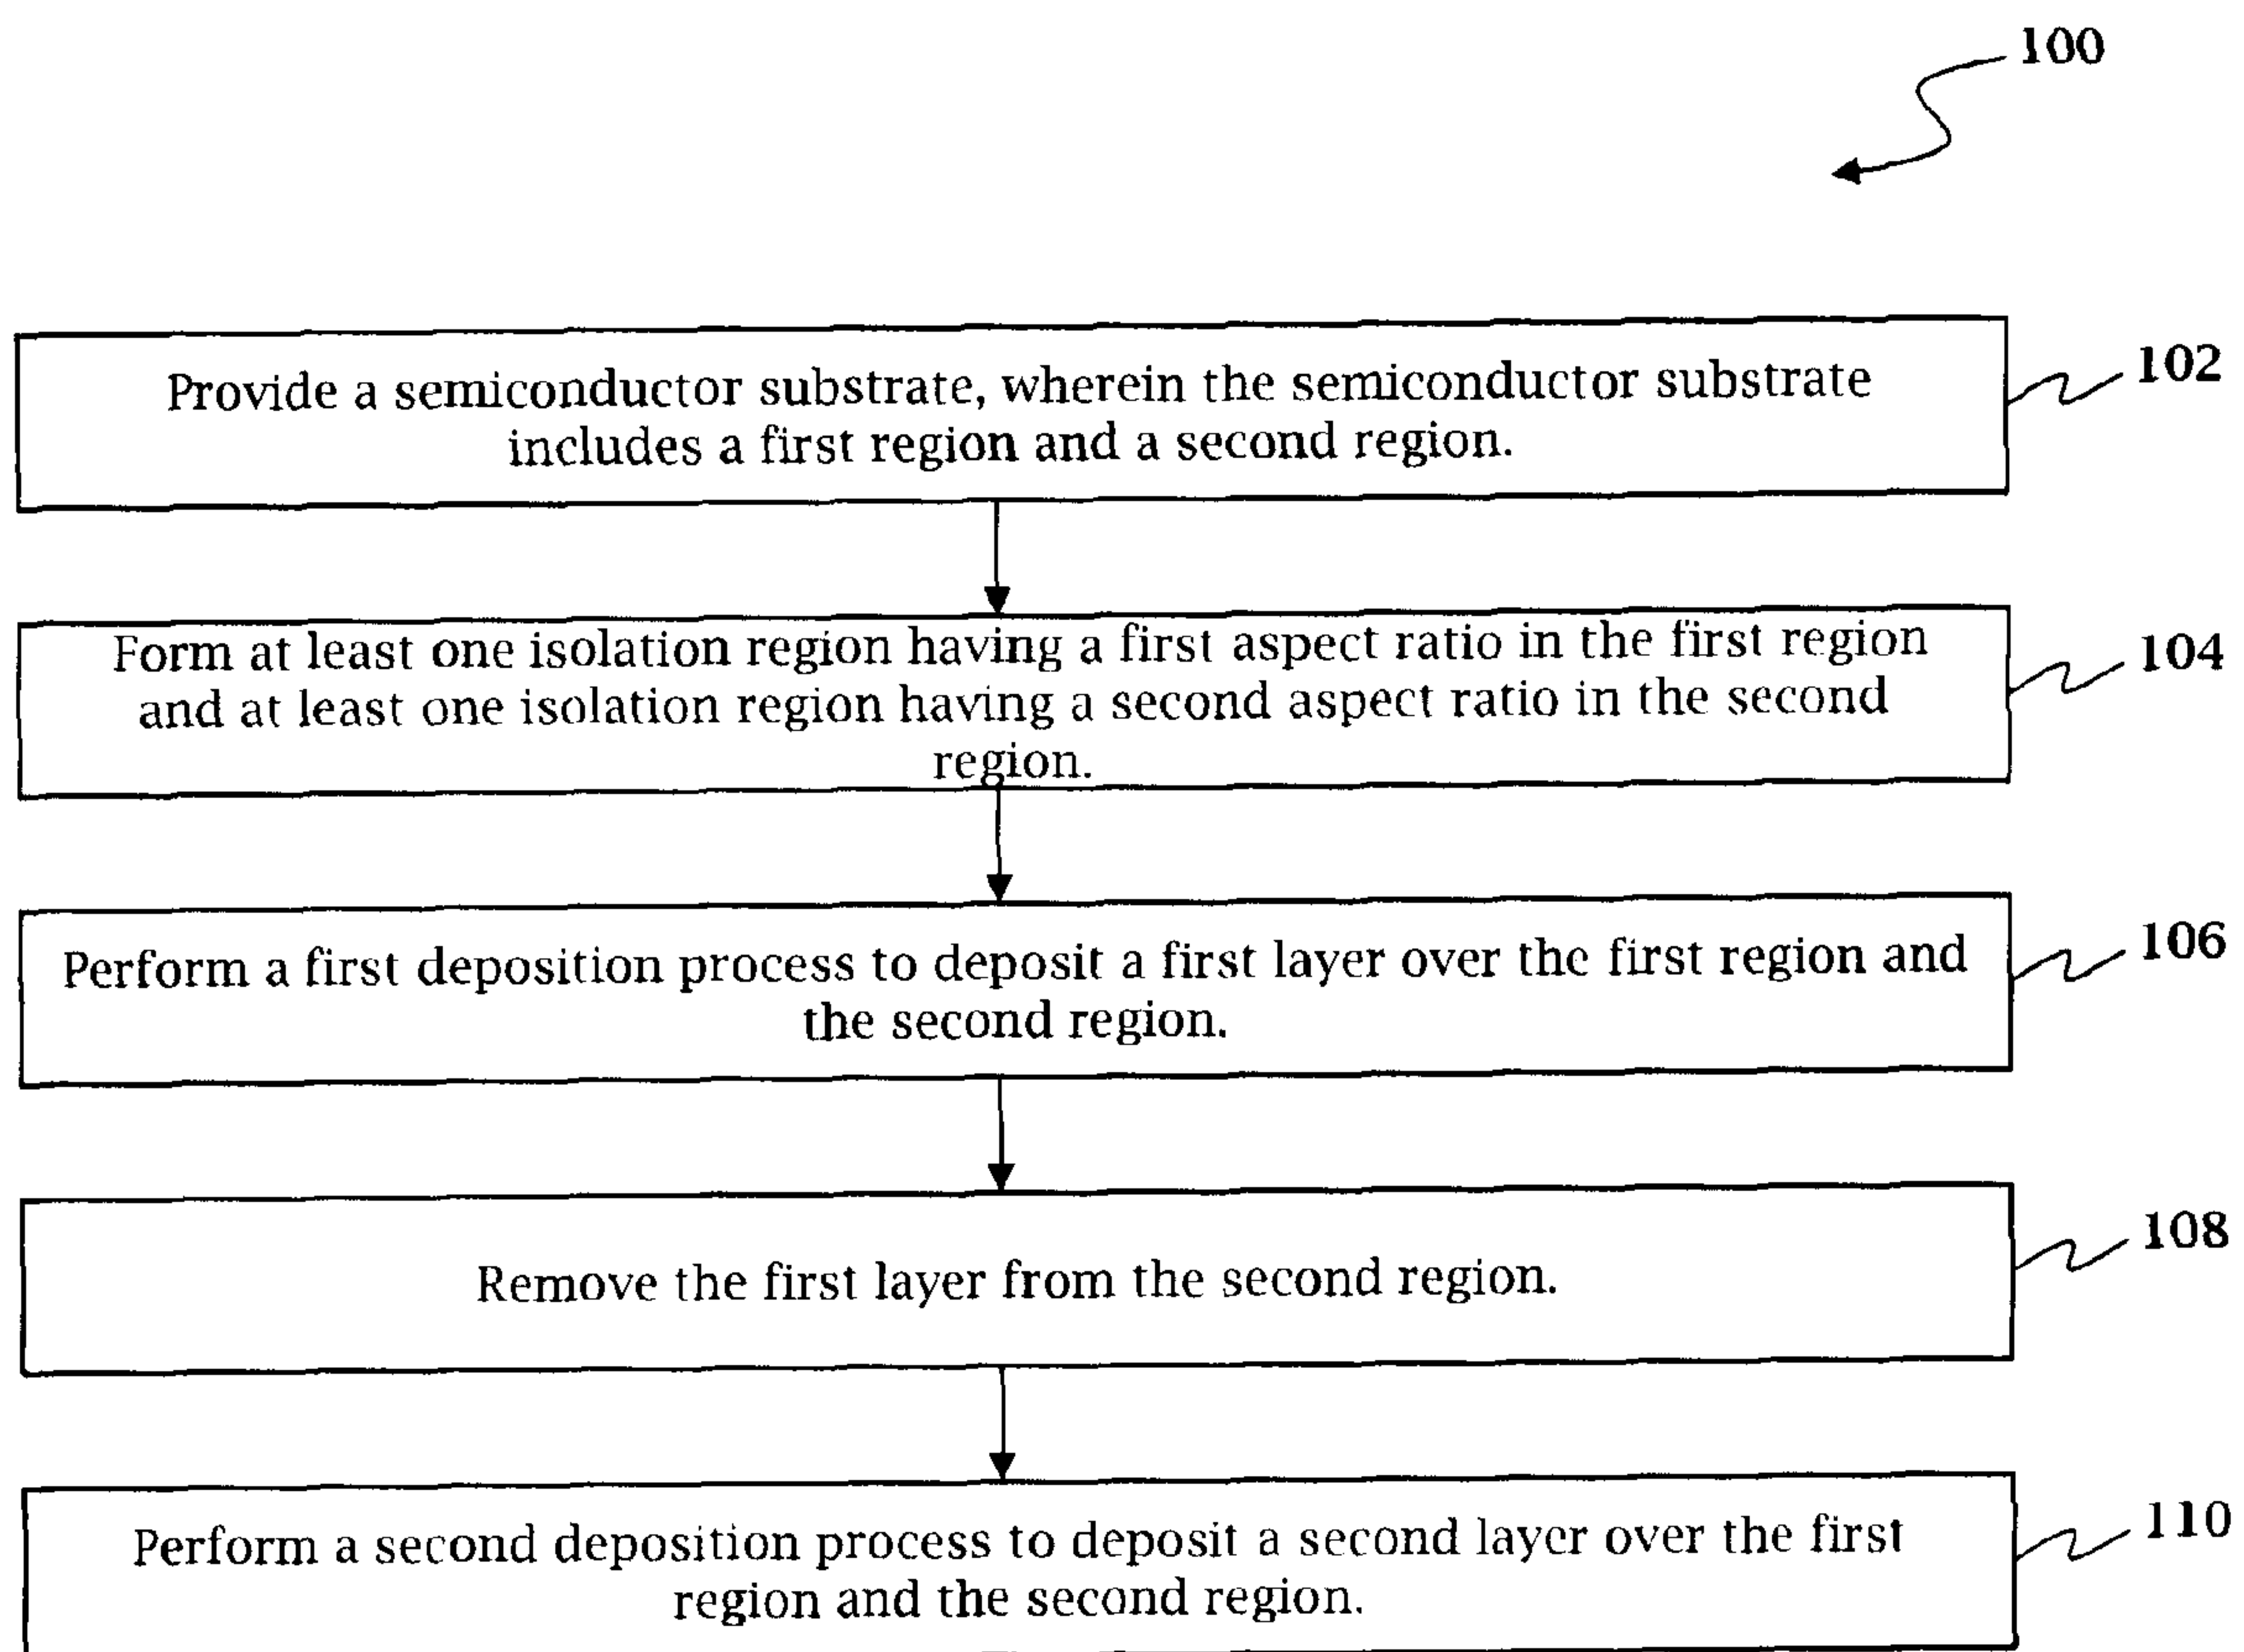 100
Provide a semiconductor substrate, wherein the semiconductor substrate
includes a first region and a second region.
102
Form at least one isolation region having a first aspect ratio in the first region
and at least one isolation region having a second aspect ratio in the second
region.
104
Perform a first deposition process to deposit a first layer over the first region and
the second region.
106
Remove the first layer from the second region.
108
Perform a second deposition process to deposit a second layer over the first
region and the second region.
110